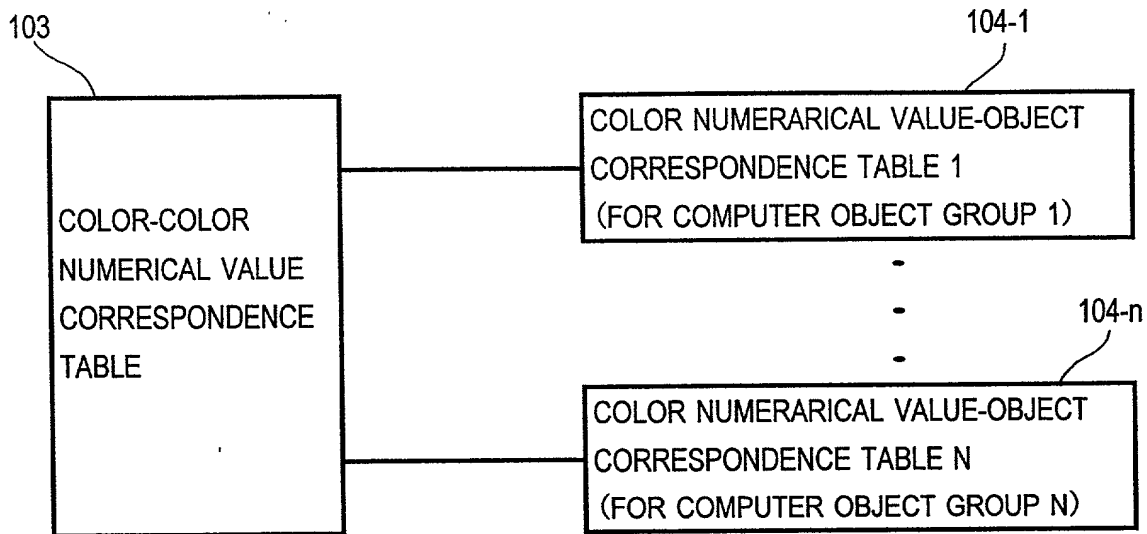 103
COLOR-COLOR
NUMERICAL VALUE
CORRESPONDENCE
TABLE
104-1
COLOR NUMERARICAL VALUE-OBJECT
CORRESPONDENCE TABLE 1
(FOR COMPUTER OBJECT GROUP 1)
104-n
COLOR NUMERARICAL VALUE-OBJECT
CORRESPONDENCE TABLE N
(FOR COMPUTER OBJECT GROUP N)